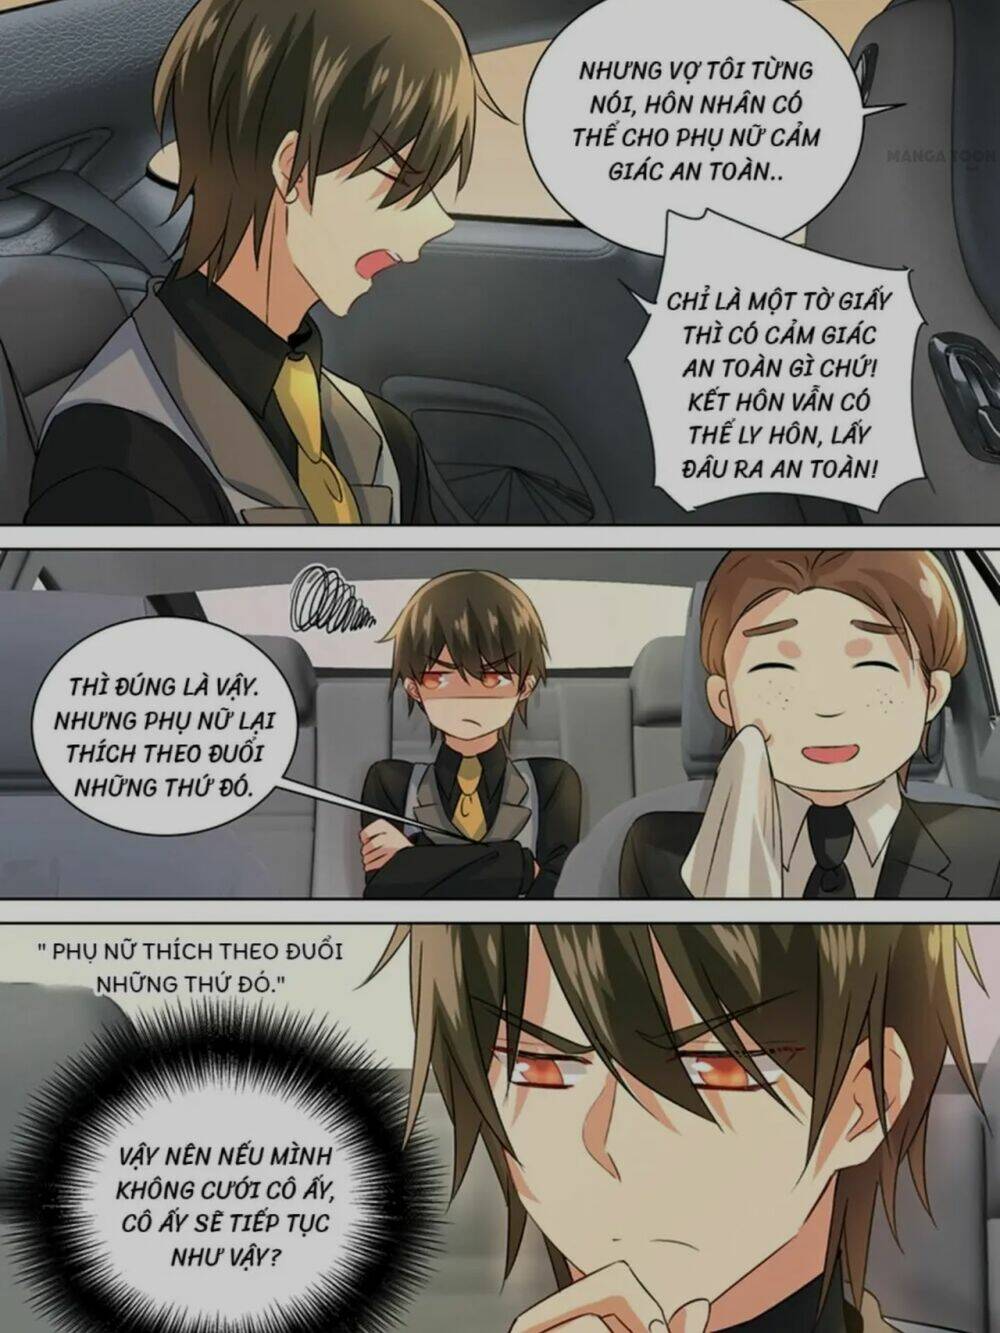 NHƯNG VỢ TÔI TỪNG
NÓI, HÔN NHÂN CÓ
THỂ CHO PHỤ NỮ CẢM
GIÁC AN TOÀN..
MANGATOON
CHỈ LÀ MỘT TỜ GIẤY
THÌ CÓ CẢM GIÁC
AN TOÀN GÌ CHỨ!
KẾT HÔN VẪN CÓ
THỂ LY HÔN, LẤY
ĐÂU RA AN TOÀN!
THÌ ĐÚNG LÀ VẬY.
NHƯNG PHỤ NỮ LẠI
THÍCH THEO ĐUỔI
NHỮNG THỨ ĐÓ.
" PHỤ NỮ THÍCH THEO ĐUỔI
NHỮNG THỨ ĐÓ."
VẬY NÊN NẾU MÌNH
KHÔNG CƯỚI CÔ ẤY,
CÔ ẤY SẼ TIẾP TỤC
NHƯ VẬY?